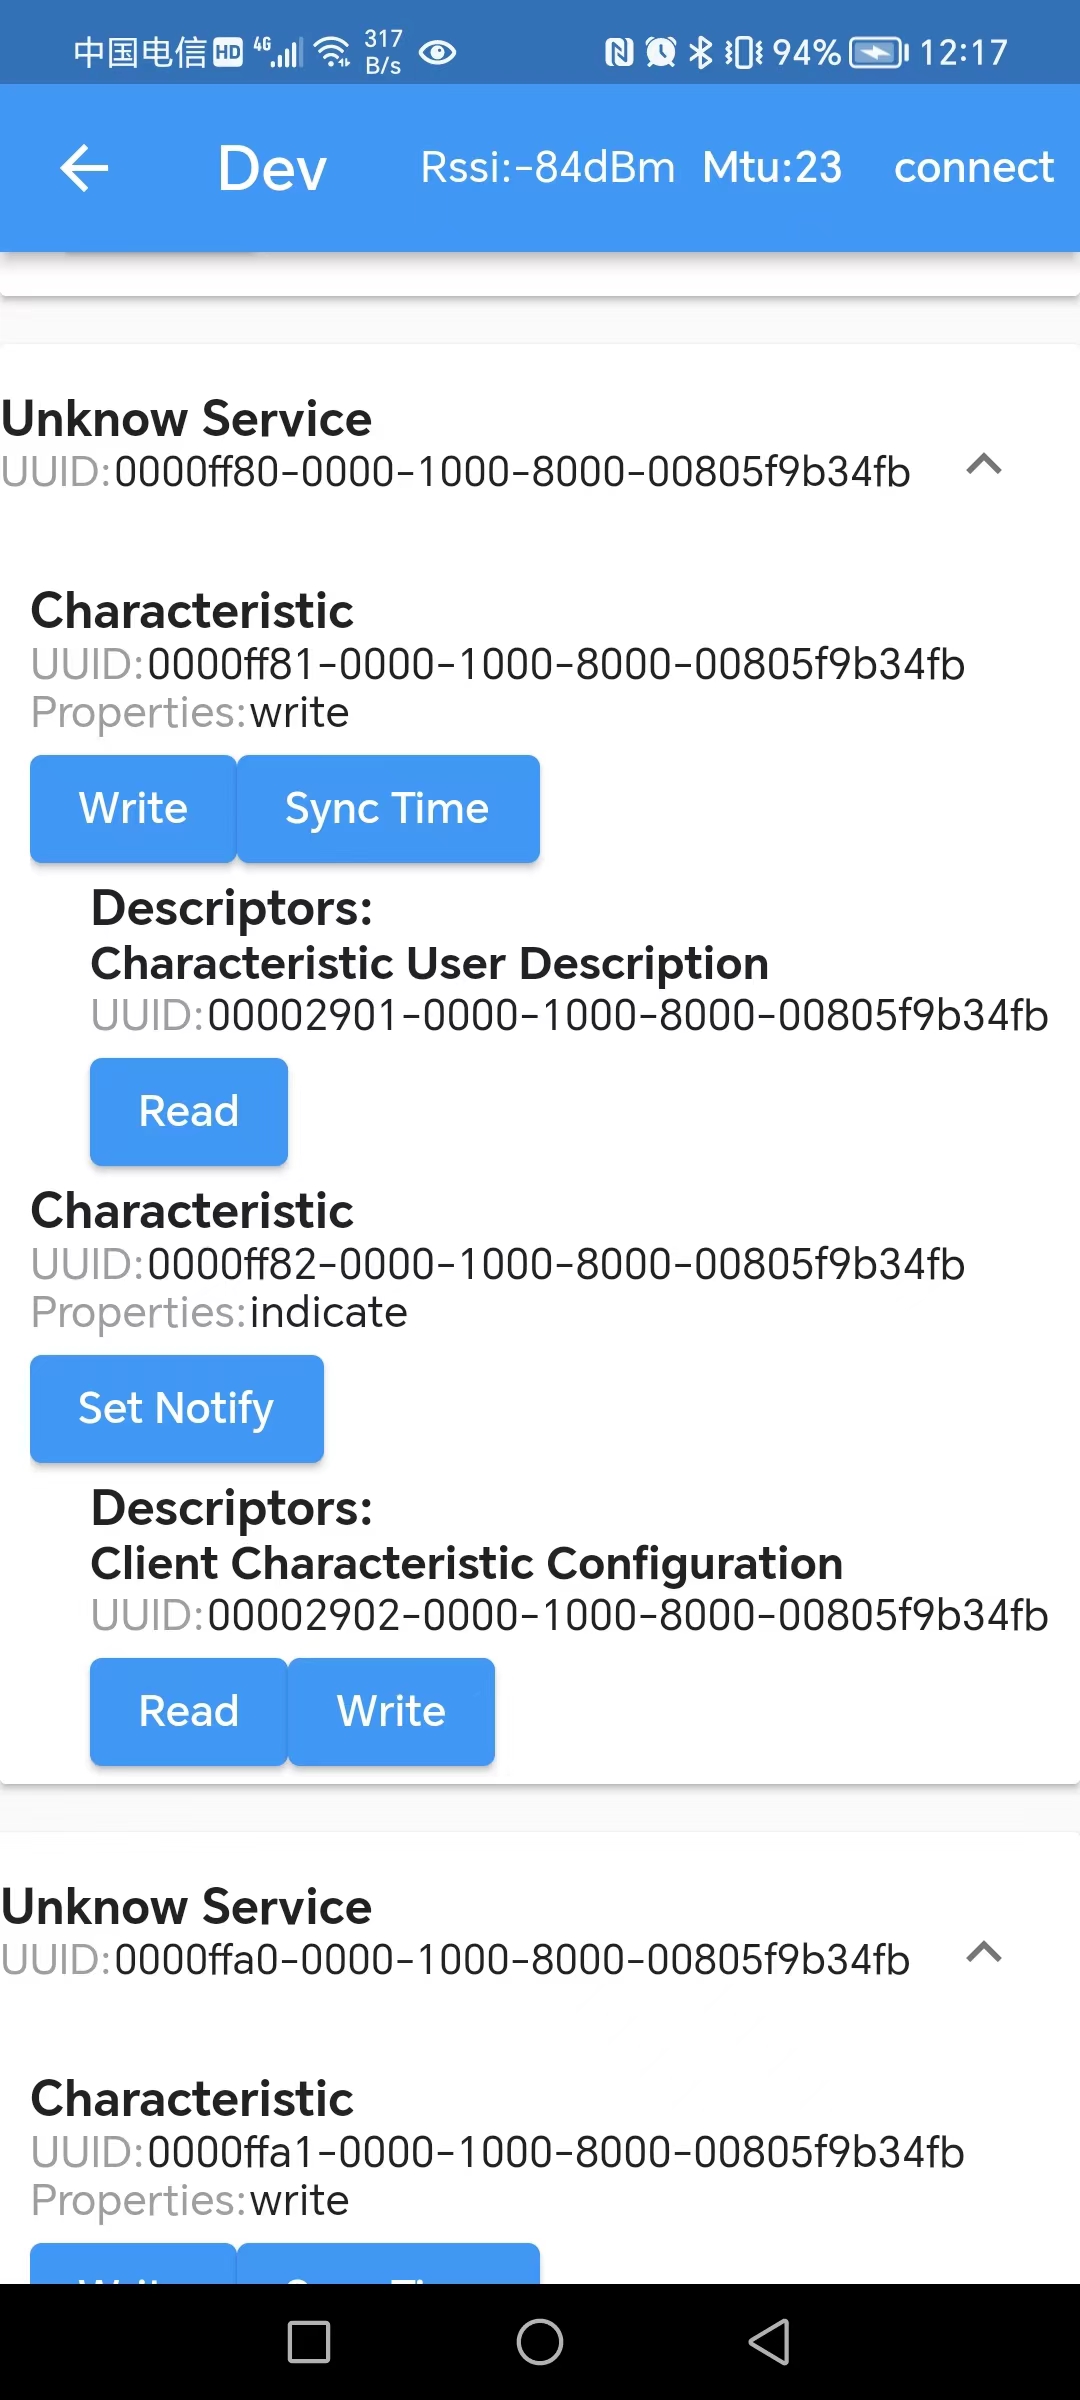 中国电信 HD 4G 317 B/s N 94% 12:17
Dev Rssi:-84dBm Mtu:23 connect
Unknow Service
UUID:0000ff80-0000-1000-8000-00805f9b34fb
Characteristic
UUID:0000ff81-0000-1000-8000-00805f9b34fb
Properties:write
Write Sync Time
Descriptors:
Characteristic User Description
UUID:00002901-0000-1000-8000-00805f9b34fb
Read
Characteristic
UUID:0000ff82-0000-1000-8000-00805f9b34fb
Properties:indicate
Set Notify
Descriptors:
Client Characteristic Configuration
UUID:00002902-0000-1000-8000-00805f9b34fb
Read Write
Unknow Service
UUID:0000ffa0-0000-1000-8000-00805f9b34fb
Characteristic
UUID:0000ffa1-0000-1000-8000-00805f9b34fb
Properties:write